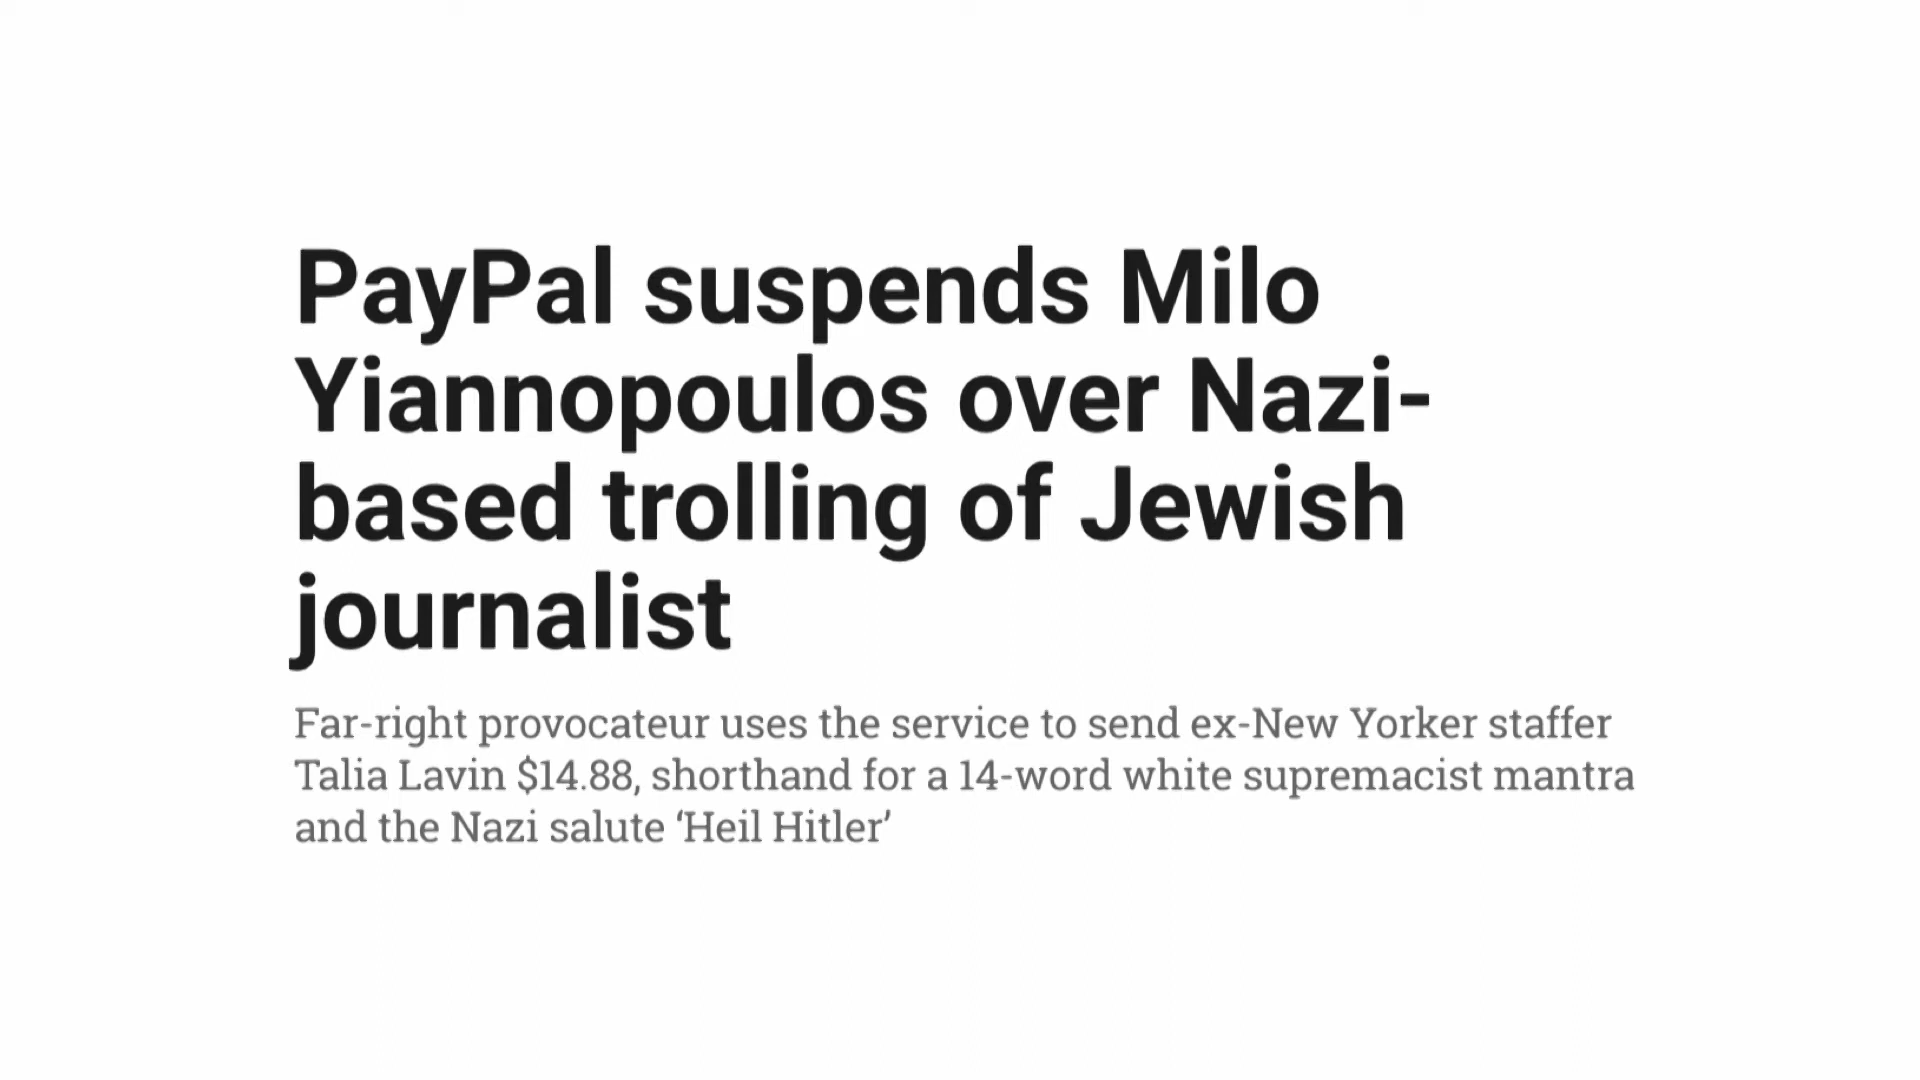 PayPal suspends Milo
Yiannopoulos over Nazi-
based trolling of Jewish
journalist
Far-right provocateur uses the service to send ex-New Yorker staffer
Talia Lavin $14.88, shorthand for a 14-word white supremacist mantra
and the Nazi salute ‘Heil Hitler’